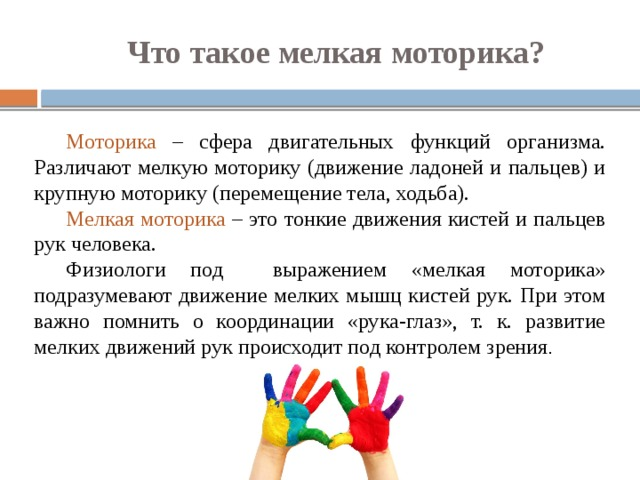 Что такое мелкая моторика?
Моторика – сфера двигательных функций организма.
Различают мелкую моторику (движение ладоней и пальцев) и
крупную моторику (перемещение тела, ходьба).
Мелкая моторика – это тонкие движения кистей и пальцев
рук человека.
Физиологи под выражением «мелкая моторика»
подразумевают движение мелких мышц кистей рук. При этом
важно помнить о координации «рука-глаз», т. к. развитие
мелких движений рук происходит под контролем зрения.